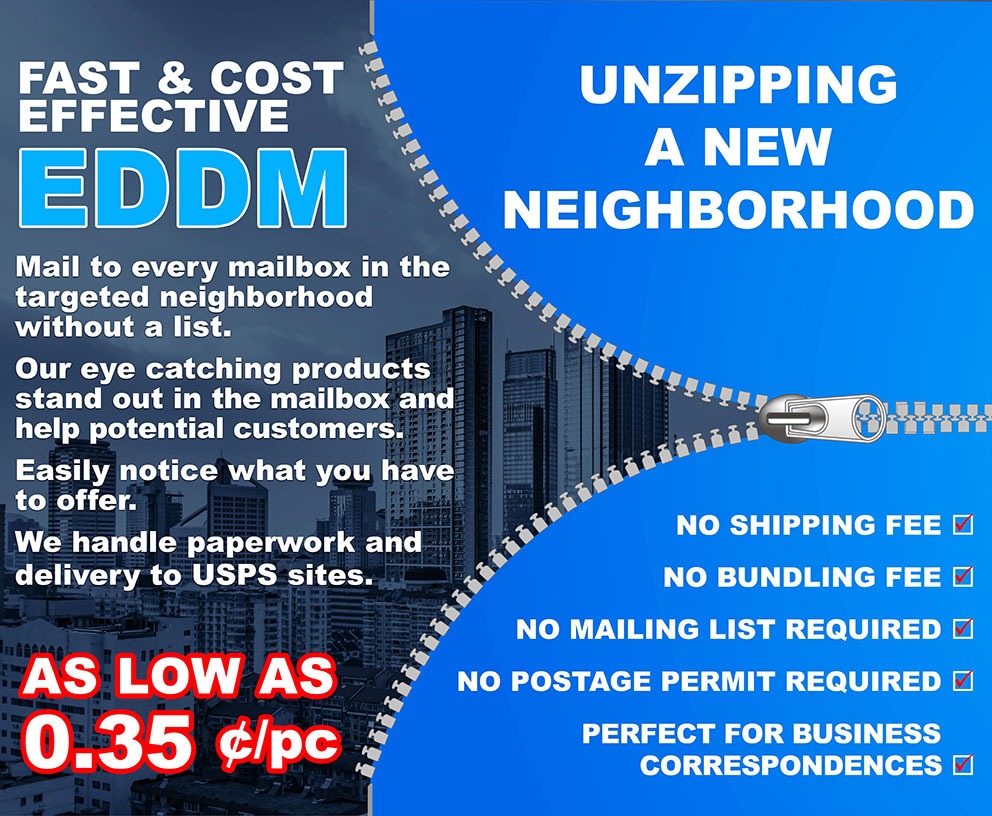 FAST & COST
EFFECTIVE
EDDM
Mail to every mailbox in the
targeted neighborhood
without a list.
Our eye catching products
stand out in the mailbox and
help potential customers.
Easily notice what you have
to offer.
We handle paperwork and
delivery to USPS sites.
AS LOW AS
0.35 ¢/pc
UNZIPPING
A NEW
NEIGHBORHOOD
NO SHIPPING FEE
NO BUNDLING FEE
NO MAILING LIST REQUIRED
NO POSTAGE PERMIT REQUIRED
PERFECT FOR BUSINESS
CORRESPONDENCES